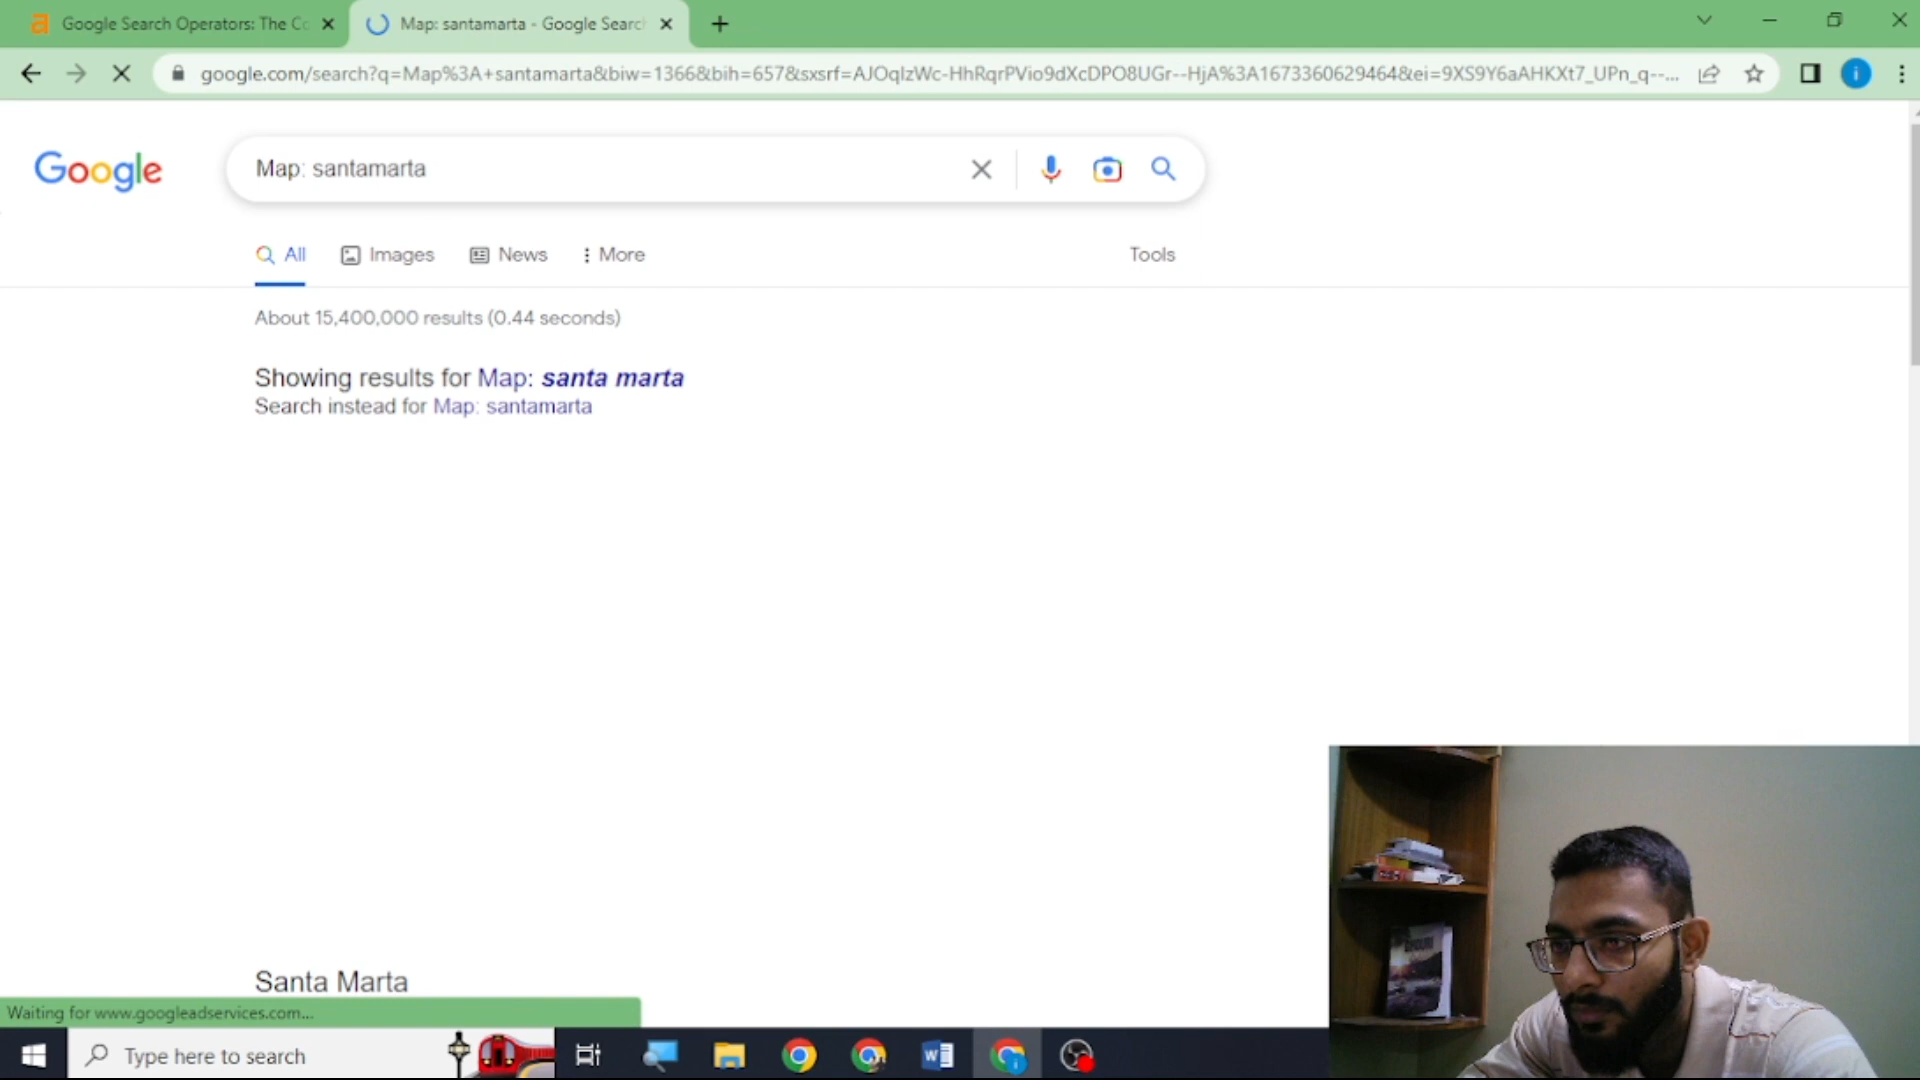 Google Search Operators: The Co
Map: santamarta - Google Search
google.com/search?q=Map%3A+santamarta&biw=1366&bih=657&sxsrf=AJOqlzWc-HhRqrPVio9dXcDPO8UGr--HjA%3A1673360629464&ei=9XS9Y6aAHKXt7_UPn_q--...
Google
Map: santamarta
All
Images
News
More
Tools
About 15,400,000 results (0.44 seconds)
Showing results for Map: santa marta
Search instead for Map: santamarta
Santa Marta
Waiting for www.googleadservices.com...
Type here to search